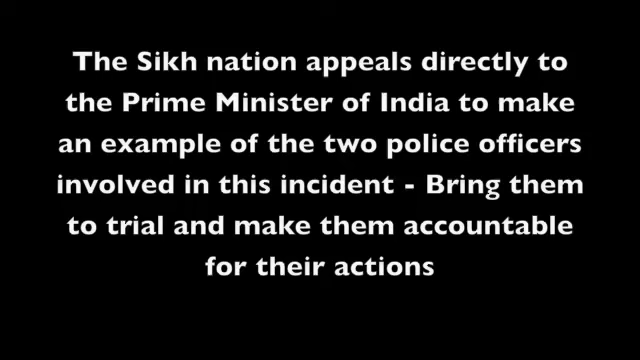 The Sikh nation appeals directly to
the Prime Minister of India to make
an example of the two police officers
involved in this incident - Bring them
to trial and make them accountable
for their actions